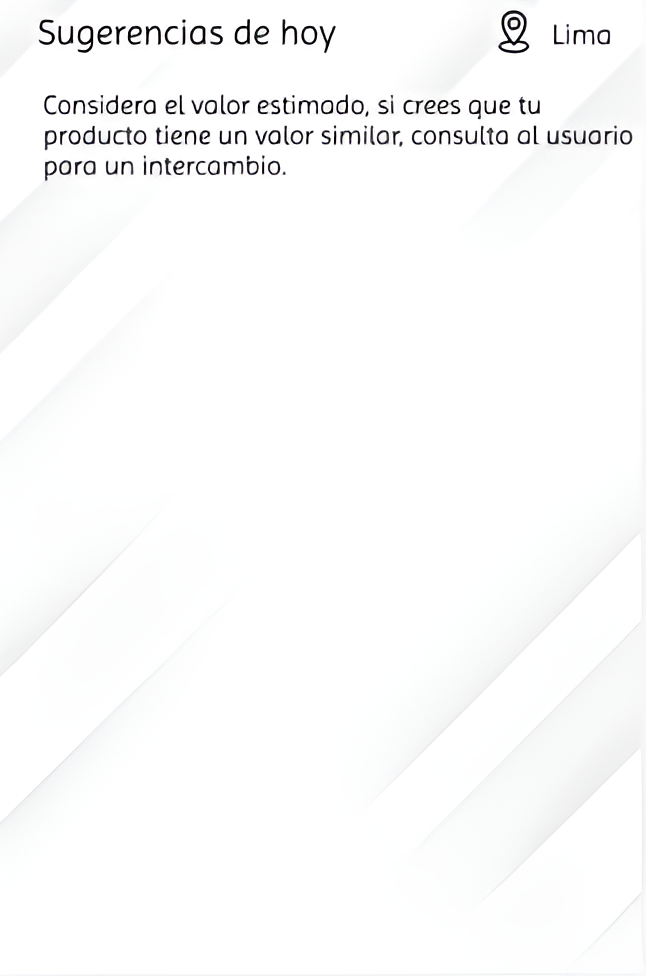 Sugerencias de hoy
Lima
Considera el valor estimado, si crees que tu
producto tiene un valor similar, consulta al usuario
para un intercambio.